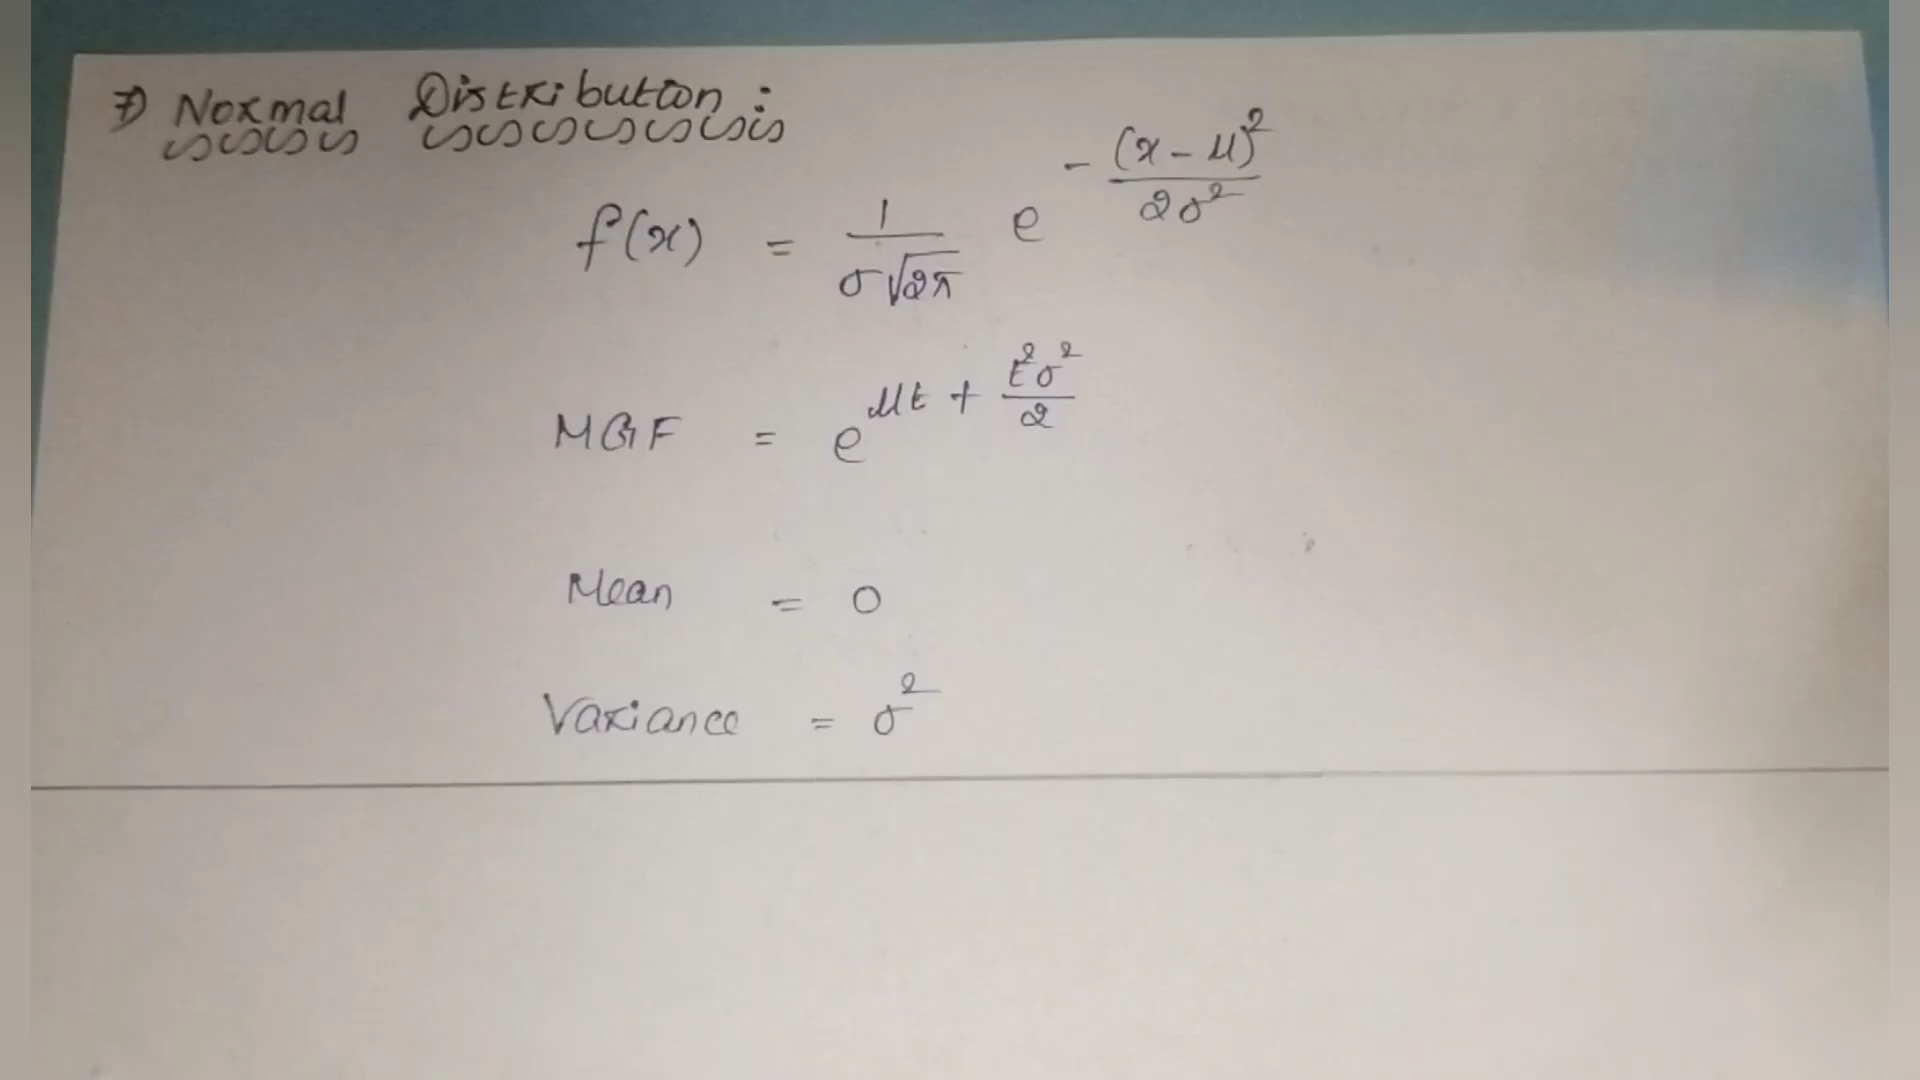 7) Normal Distribution :
f(x) = 1/(σ√2π) e^(-(x-μ)²/2σ²)
MGF = e^(μt + t²σ²/2)
Mean = 0
Variance = σ²